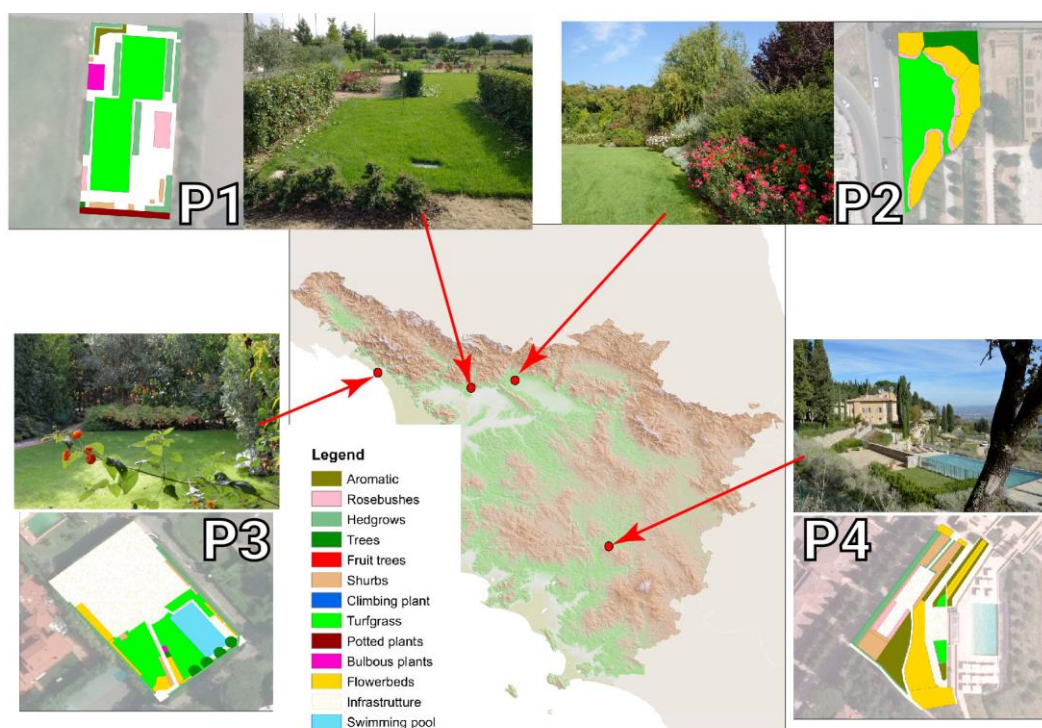 P1
P2
P3
P4
Legend
Aromatic
Rosebushes
Hedgrows
Trees
Fruit trees
Shurbs
Climbing plant
Turfgrass
Potted plants
Bulbous plants
Flowerbeds
Infrastrutture
Swimming pool